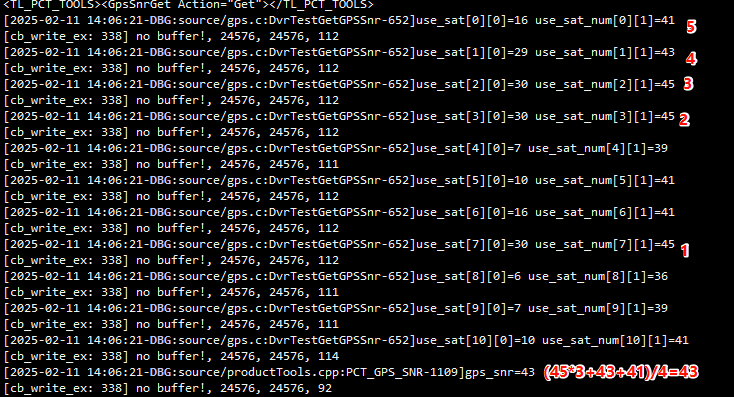 <TL_PCT_TOOLS><GpsSnrGet Action="Get"></TL_PCT_TOOLS>
[2025-02-11 14:06:21-DBG:source/gps.c:DvrTestGetGPSSnr-652]use_sat[0][0]=16 use_sat_num[0][1]=41 5
[cb_write_ex: 338] no buffer!, 24576, 24576, 112
[2025-02-11 14:06:21-DBG:source/gps.c:DvrTestGetGPSSnr-652]use_sat[1][0]=29 use_sat_num[1][1]=43 4
[cb_write_ex: 338] no buffer!, 24576, 24576, 112
[2025-02-11 14:06:21-DBG:source/gps.c:DvrTestGetGPSSnr-652]use_sat[2][0]=30 use_sat_num[2][1]=45 3
[cb_write_ex: 338] no buffer!, 24576, 24576, 112
[2025-02-11 14:06:21-DBG:source/gps.c:DvrTestGetGPSSnr-652]use_sat[3][0]=30 use_sat_num[3][1]=45 2
[cb_write_ex: 338] no buffer!, 24576, 24576, 112
[2025-02-11 14:06:21-DBG:source/gps.c:DvrTestGetGPSSnr-652]use_sat[4][0]=7 use_sat_num[4][1]=39
[cb_write_ex: 338] no buffer!, 24576, 24576, 111
[2025-02-11 14:06:21-DBG:source/gps.c:DvrTestGetGPSSnr-652]use_sat[5][0]=10 use_sat_num[5][1]=41
[cb_write_ex: 338] no buffer!, 24576, 24576, 112
[2025-02-11 14:06:21-DBG:source/gps.c:DvrTestGetGPSSnr-652]use_sat[6][0]=16 use_sat_num[6][1]=41
[cb_write_ex: 338] no buffer!, 24576, 24576, 112
[2025-02-11 14:06:21-DBG:source/gps.c:DvrTestGetGPSSnr-652]use_sat[7][0]=30 use_sat_num[7][1]=45 1
[cb_write_ex: 338] no buffer!, 24576, 24576, 112
[2025-02-11 14:06:21-DBG:source/gps.c:DvrTestGetGPSSnr-652]use_sat[8][0]=6 use_sat_num[8][1]=36
[cb_write_ex: 338] no buffer!, 24576, 24576, 111
[2025-02-11 14:06:21-DBG:source/gps.c:DvrTestGetGPSSnr-652]use_sat[9][0]=7 use_sat_num[9][1]=39
[cb_write_ex: 338] no buffer!, 24576, 24576, 111
[2025-02-11 14:06:21-DBG:source/gps.c:DvrTestGetGPSSnr-652]use_sat[10][0]=10 use_sat_num[10][1]=41
[cb_write_ex: 338] no buffer!, 24576, 24576, 114
[2025-02-11 14:06:21-DBG:source/productTools.cpp:PCT_GPS_SNR-1109]gps_snr=43 (45*3+43+41)/4=43
[cb_write_ex: 338] no buffer!, 24576, 24576, 92